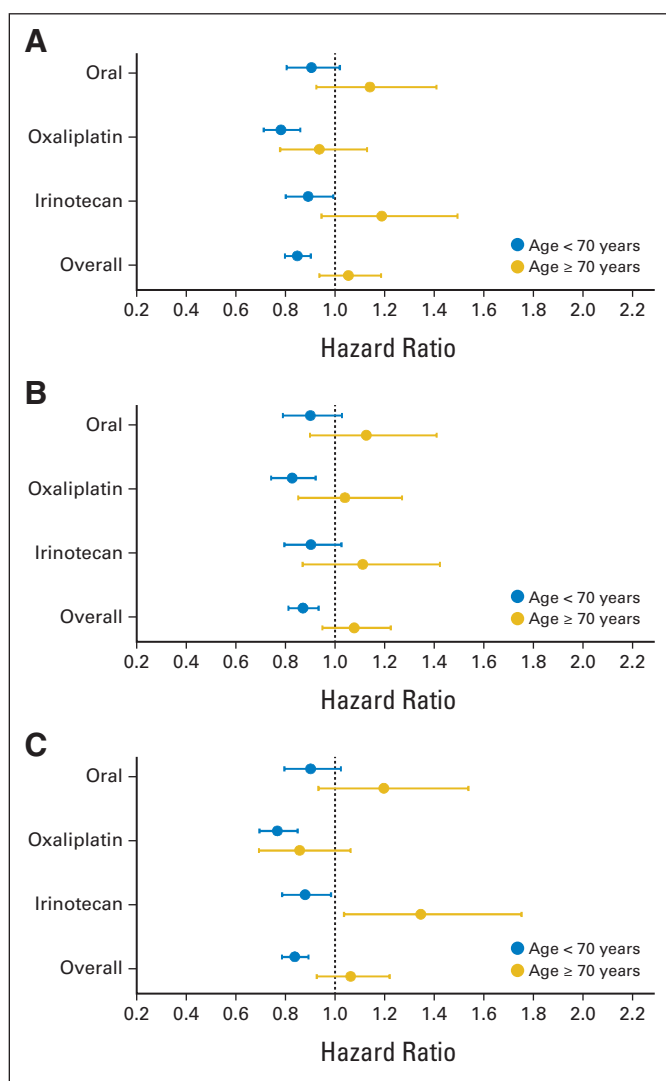 A
Oral
Oxaliplatin
Irinotecan
Overall
Age < 70 years
Age ≥ 70 years
0.2 0.4 0.6 0.8 1.0 1.2 1.4 1.6 1.8 2.0 2.2
Hazard Ratio
B
Oral
Oxaliplatin
Irinotecan
Overall
Age < 70 years
Age ≥ 70 years
0.2 0.4 0.6 0.8 1.0 1.2 1.4 1.6 1.8 2.0 2.2
Hazard Ratio
C
Oral
Oxaliplatin
Irinotecan
Overall
Age < 70 years
Age ≥ 70 years
0.2 0.4 0.6 0.8 1.0 1.2 1.4 1.6 1.8 2.0 2.2
Hazard Ratio